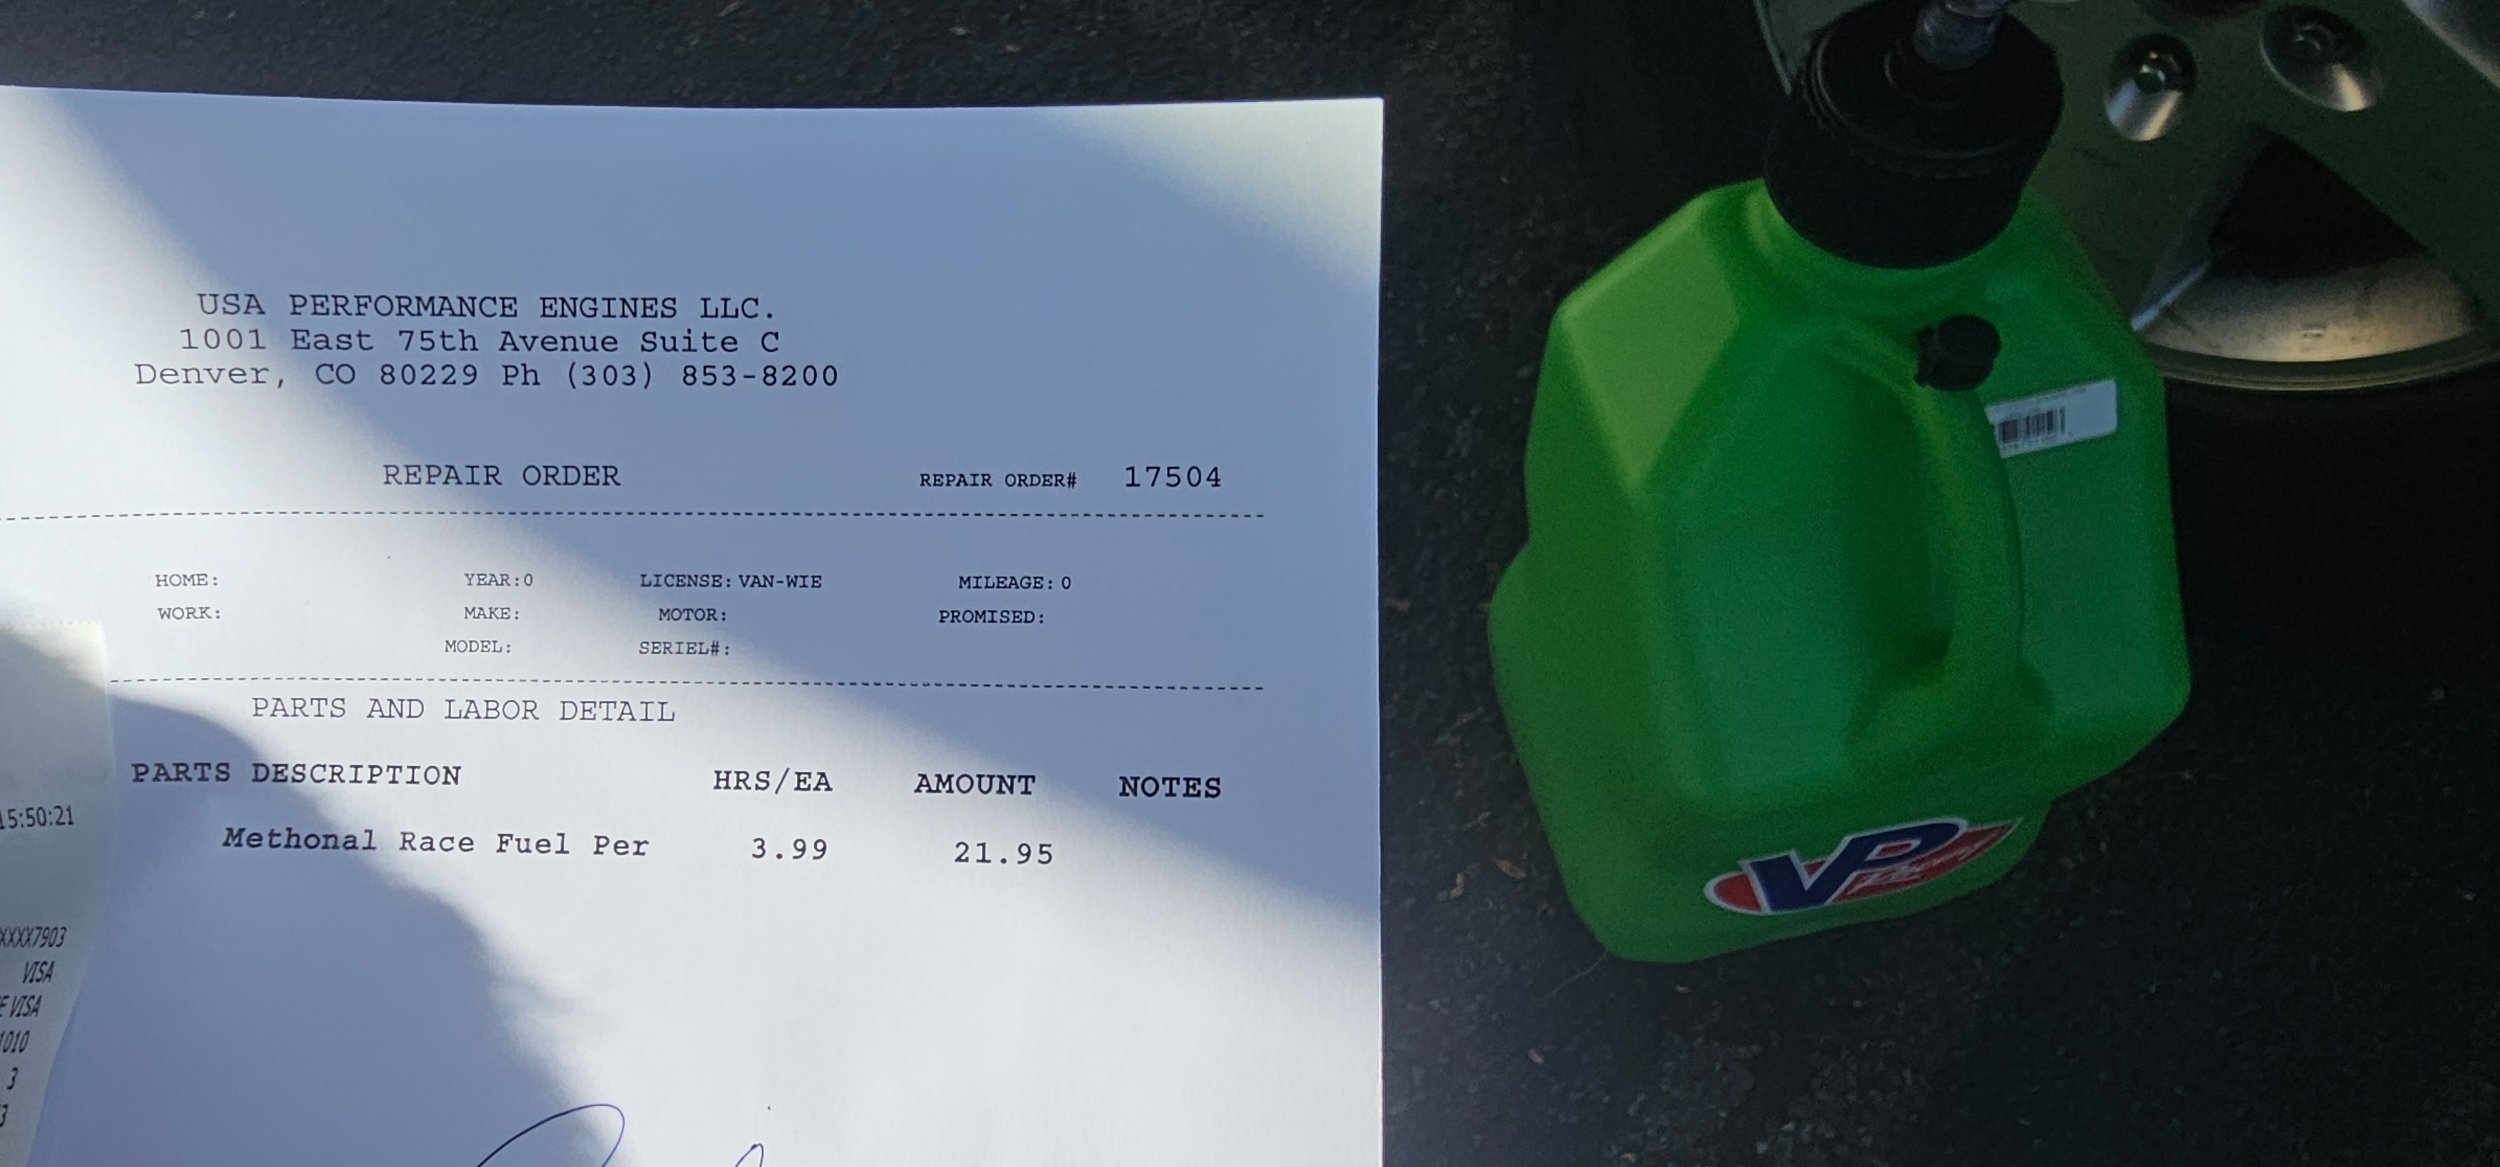 USA PERFORMANCE ENGINES LLC.
1001 East 75th Avenue Suite C
Denver, CO 80229 Ph (303) 853-8200
REPAIR ORDER REPAIR ORDER# 17504
HOME: YEAR:0 LICENSE: VAN-WIE MILEAGE: 0
WORK: MAKE: MOTOR: PROMISED:
MODEL: SERIEL#:
PARTS AND LABOR DETAIL
PARTS DESCRIPTION HRS/EA AMOUNT NOTES
Methonal Race Fuel Per 3.99 21.95
15:50:21
XXXX7903
VISA
VISA
1010
3
3
VP